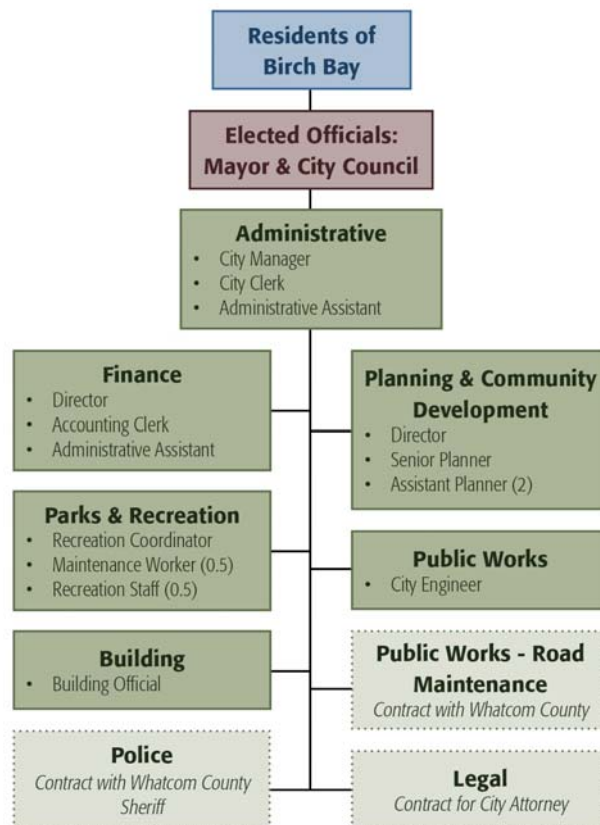 Residents of
Birch Bay
Elected Officials:
Mayor & City Council
Administrative
• City Manager
• City Clerk
• Administrative Assistant
Finance
• Director
• Accounting Clerk
• Administrative Assistant
Planning & Community
Development
• Director
• Senior Planner
• Assistant Planner (2)
Parks & Recreation
• Recreation Coordinator
• Maintenance Worker (0.5)
• Recreation Staff (0.5)
Public Works
• City Engineer
Building
• Building Official
Public Works - Road
Maintenance
Contract with Whatcom County
Police
Contract with Whatcom County
Sheriff
Legal
Contract for City Attorney